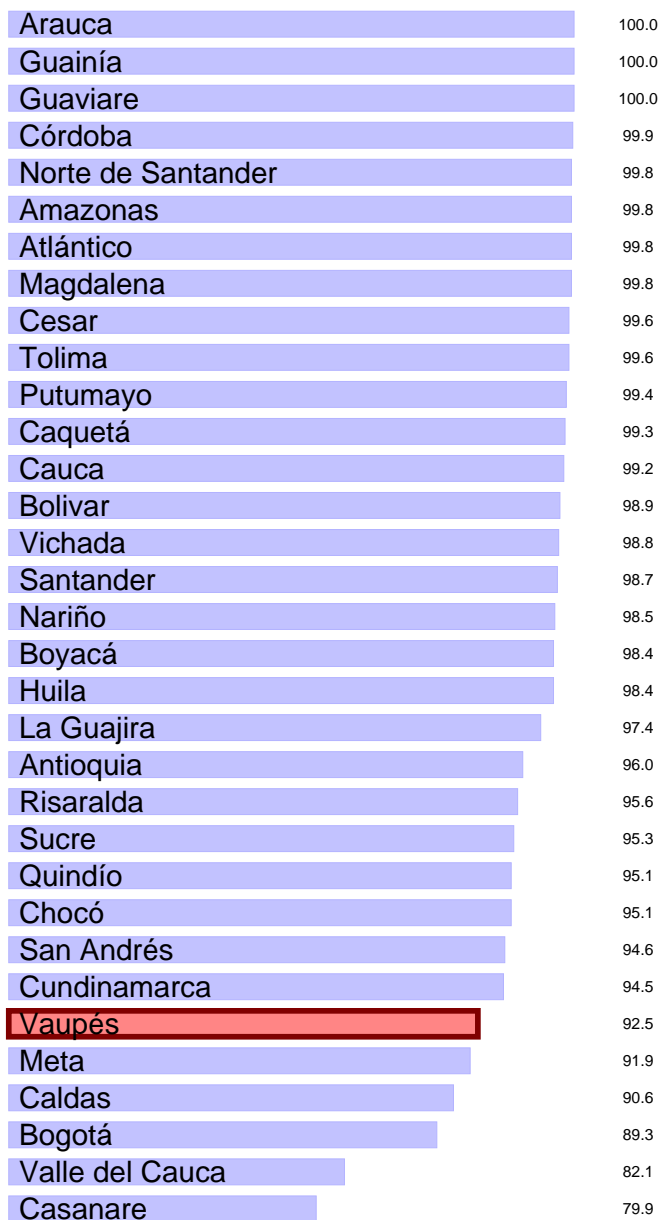 Arauca 100.0
Guainía 100.0
Guaviare 100.0
Córdoba 99.9
Norte de Santander 99.8
Amazonas 99.8
Atlántico 99.8
Magdalena 99.8
Cesar 99.6
Tolima 99.6
Putumayo 99.4
Caquetá 99.3
Cauca 99.2
Bolivar 98.9
Vichada 98.8
Santander 98.7
Nariño 98.5
Boyacá 98.4
Huila 98.4
La Guajira 97.4
Antioquia 96.0
Risaralda 95.6
Sucre 95.3
Quindío 95.1
Chocó 95.1
San Andrés 94.6
Cundinamarca 94.5
Vaupés 92.5
Meta 91.9
Caldas 90.6
Bogotá 89.3
Valle del Cauca 82.1
Casanare 79.9